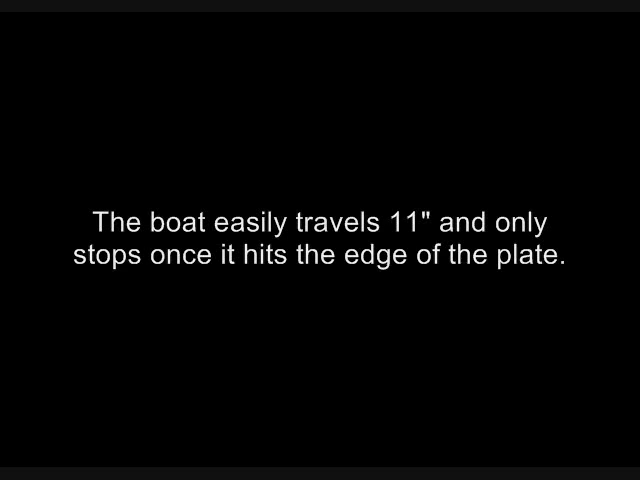 The boat easily travels 11" and only
stops once it hits the edge of the plate.